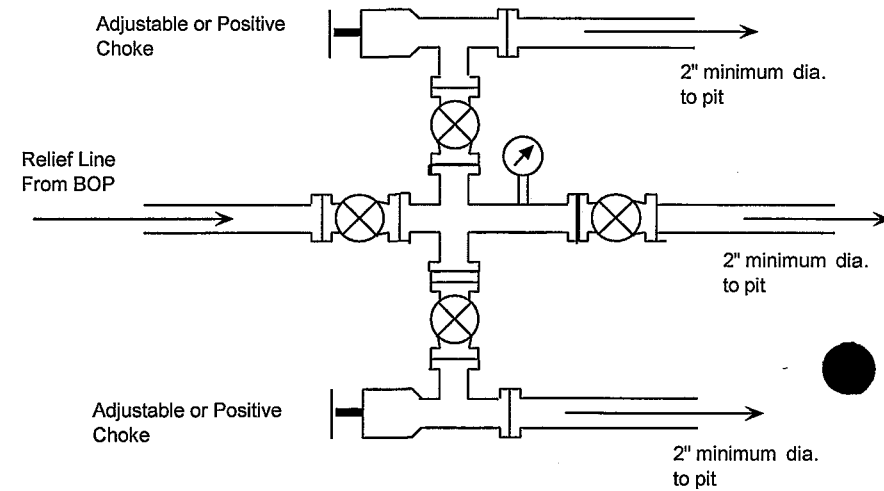 Adjustable or Positive
Choke
2" minimum dia.
to pit
Relief Line
From BOP
2" minimum dia.
to pit
Adjustable or Positive
Choke
2" minimum dia.
to pit